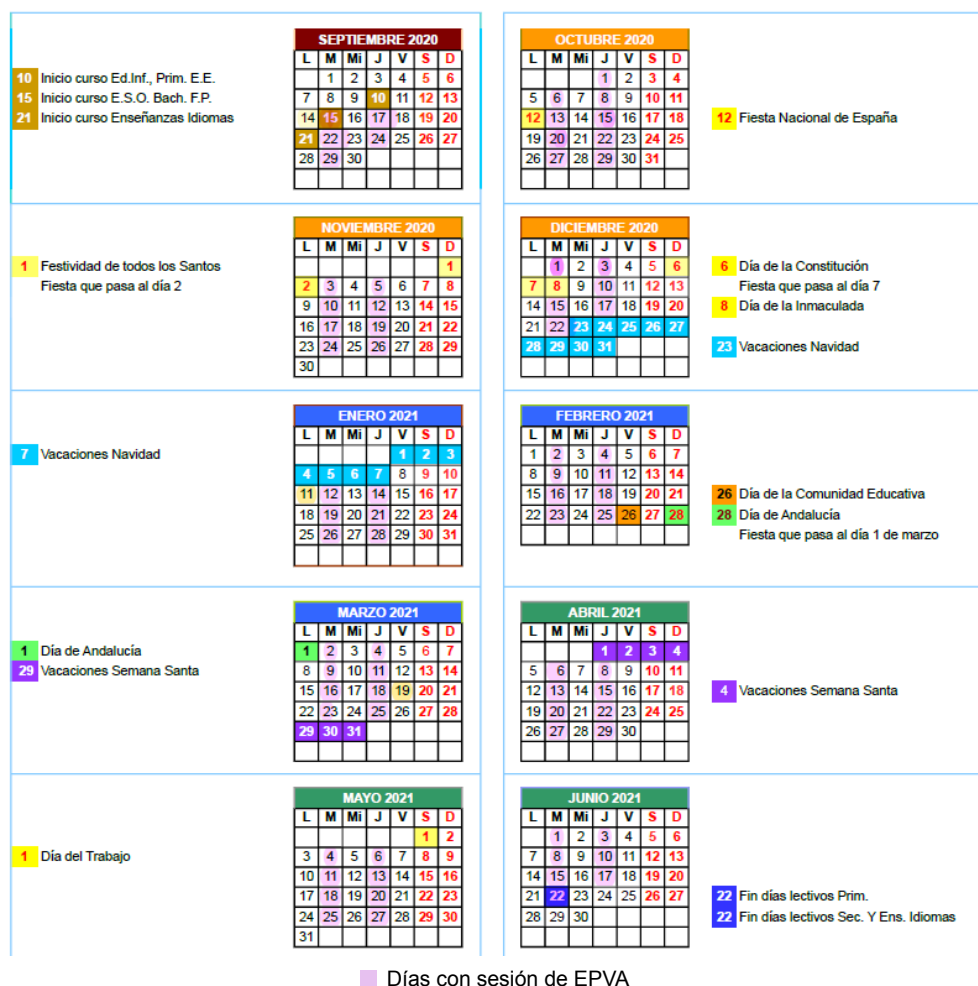 SEPTIEMBRE 2020
L M Mi J V S D
1 2 3 4 5 6
7 8 9 10 11 12 13
14 15 16 17 18 19 20
21 22 23 24 25 26 27
28 29 30
10 Inicio curso Ed.Inf., Prim. E.E.
15 Inicio curso E.S.O. Bach. F.P.
21 Inicio curso Enseñanzas Idiomas
OCTUBRE 2020
L M Mi J V S D
1 2 3 4
5 6 7 8 9 10 11
12 13 14 15 16 17 18
19 20 21 22 23 24 25
26 27 28 29 30 31
12 Fiesta Nacional de España
NOVIEMBRE 2020
L M Mi J V S D
1
2 3 4 5 6 7 8
9 10 11 12 13 14 15
16 17 18 19 20 21 22
23 24 25 26 27 28 29
30
1 Festividad de todos los Santos
Fiesta que pasa al día 2
DICIEMBRE 2020
L M Mi J V S D
1 2 3 4 5 6
7 8 9 10 11 12 13
14 15 16 17 18 19 20
21 22 23 24 25 26 27
28 29 30 31
6 Día de la Constitución
Fiesta que pasa al día 7
8 Día de la Inmaculada
23 Vacaciones Navidad
ENERO 2021
L M Mi J V S D
1 2 3
4 5 6 7 8 9 10
11 12 13 14 15 16 17
18 19 20 21 22 23 24
25 26 27 28 29 30 31
7 Vacaciones Navidad
FEBRERO 2021
L M Mi J V S D
1 2 3 4 5 6 7
8 9 10 11 12 13 14
15 16 17 18 19 20 21
22 23 24 25 26 27 28
26 Día de la Comunidad Educativa
28 Día de Andalucía
Fiesta que pasa al día 1 de marzo
MARZO 2021
L M Mi J V S D
1 2 3 4 5 6 7
8 9 10 11 12 13 14
15 16 17 18 19 20 21
22 23 24 25 26 27 28
29 30 31
1 Día de Andalucía
29 Vacaciones Semana Santa
ABRIL 2021
L M Mi J V S D
1 2 3 4
5 6 7 8 9 10 11
12 13 14 15 16 17 18
19 20 21 22 23 24 25
26 27 28 29 30
4 Vacaciones Semana Santa
MAYO 2021
L M Mi J V S D
1 2
3 4 5 6 7 8 9
10 11 12 13 14 15 16
17 18 19 20 21 22 23
24 25 26 27 28 29 30
31
1 Día del Trabajo
JUNIO 2021
L M Mi J V S D
1 2 3 4 5 6
7 8 9 10 11 12 13
14 15 16 17 18 19 20
21 22 23 24 25 26 27
28 29 30
22 Fin días lectivos Prim.
22 Fin días lectivos Sec. Y Ens. Idiomas
Días con sesión de EPVA